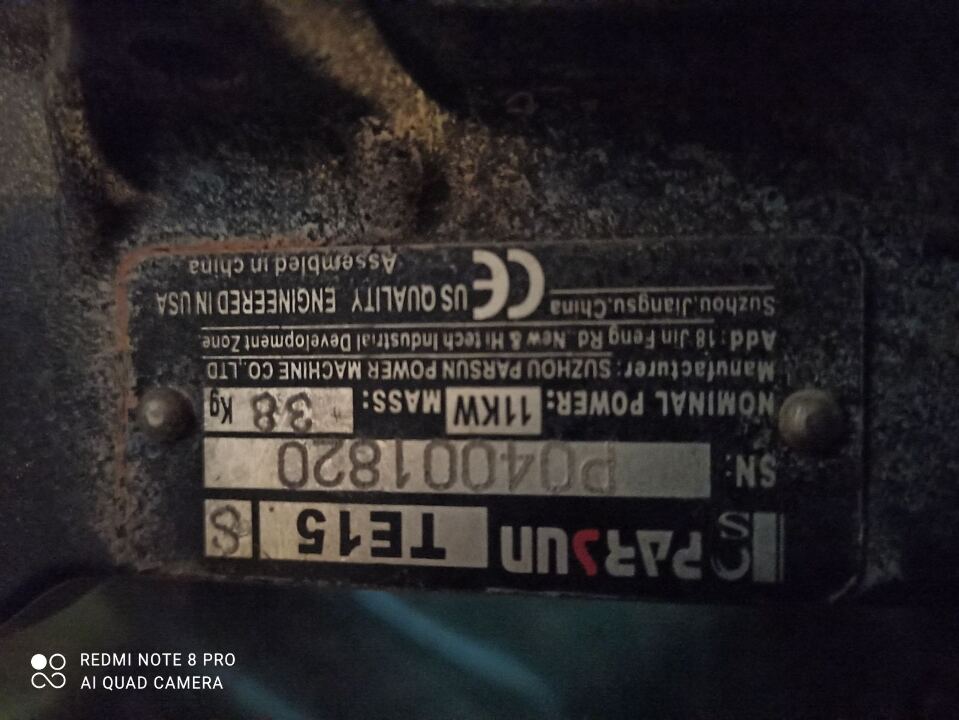 PARSUN TE15 S
SN: P04001820
NOMINAL POWER: 11KW MASS: 38 Kg
Manufacturer: SUZHOU PARSUN POWER MACHINE CO.,LTD
Add: 18 Jin Feng Rd. New & Hi tech Industrial Development Zone.
Suzhou, Jiangsu, China
CE US QUALITY ENGINEERED IN USA
Assembled in china
REDMI NOTE 8 PRO
AI QUAD CAMERA